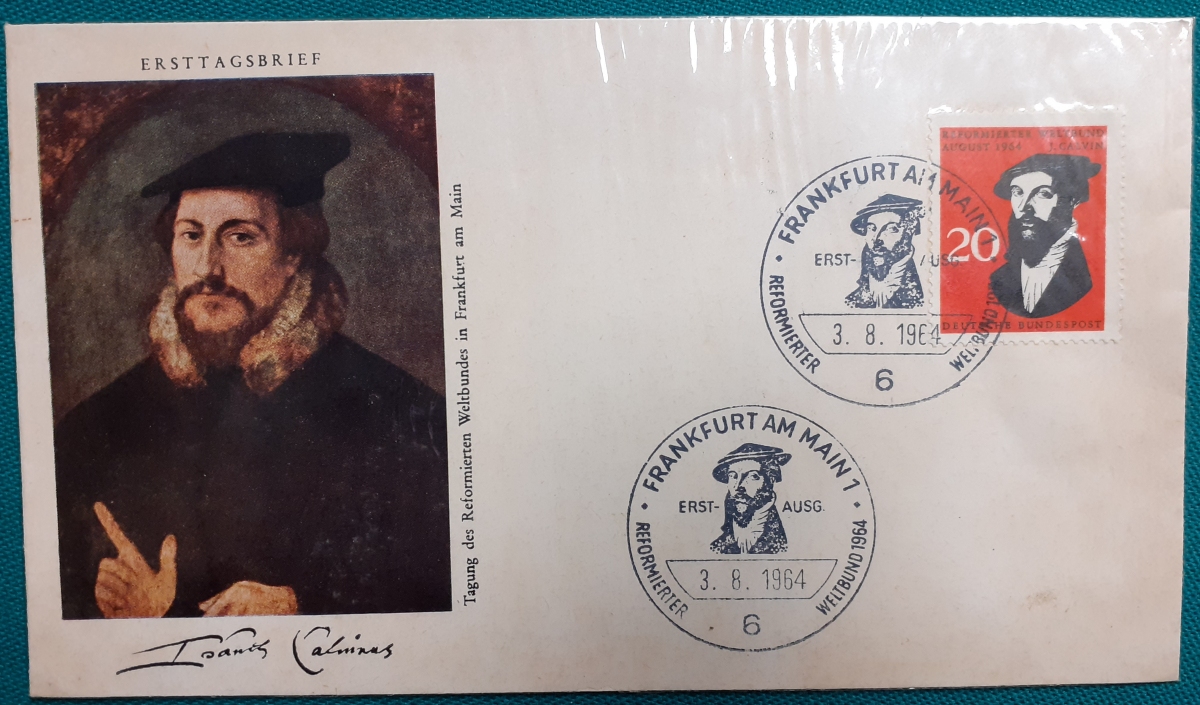 ERSTTAGSBRIEF
Tagung des Reformierten Weltbundes in Frankfurt am Main
REFORMIERTER WELTBUND
AUGUST 1964 J. CALVIN
20
DEUTSCHE BUNDESPOST
FRANKFURT AM MAIN 1
ERST- AUSG.
3. 8. 1964
REFORMIERTER WELTBUND 1964
6
FRANKFURT AM MAIN 1
ERST- AUSG.
3. 8. 1964
REFORMIERTER WELTBUND 1964
6
Calvinus